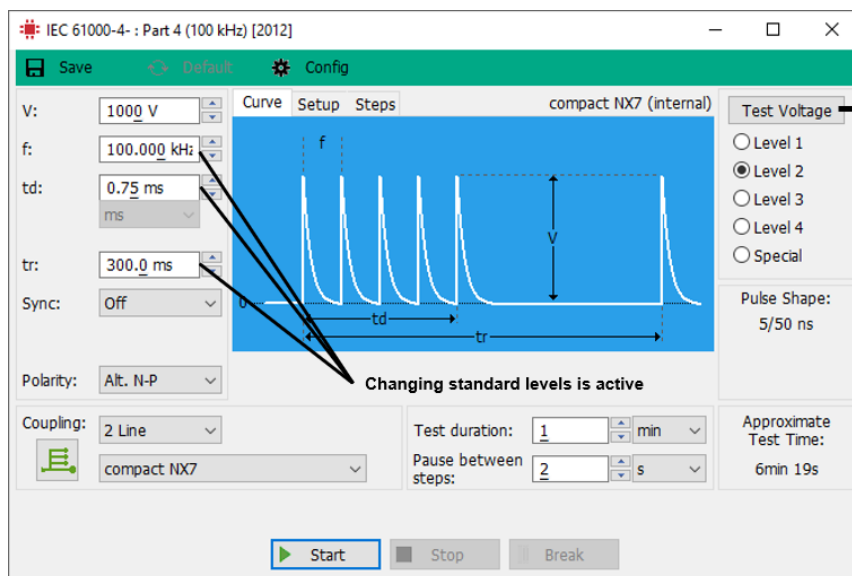 IEC 61000-4- : Part 4 (100 kHz) [2012]
Save Default Config
V: 1000 V
f: 100.000 kHz
td: 0.75 ms
ms
tr: 300.0 ms
Sync: Off
Polarity: Alt. N-P
Curve Setup Steps compact NX7 (internal)
f
V
0
td
tr
Changing standard levels is active
Test Voltage
Level 1
Level 2
Level 3
Level 4
Special
Pulse Shape:
5/50 ns
Coupling: 2 Line
compact NX7
Test duration: 1 min
Pause between
steps: 2 s
Approximate
Test Time:
6min 19s
Start Stop Break